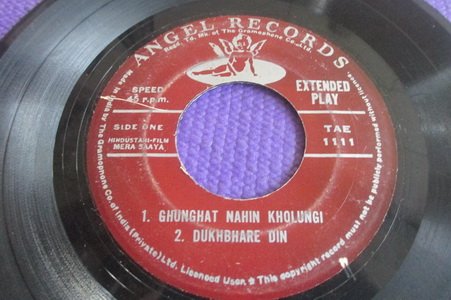 ANGEL RECORDS
Regd. Td. Mk. of The Gramophone Co., Ltd
SPEED
45 r.p.m.
EXTENDED
PLAY
SIDE ONE
TAE
1111
HINDUSTANI-FILM
MERA SAAYA
1. GHUNGHAT NAHIN KHOLUNGI
2. DUKHBHARE DIN
Made in India by The Gramophone Co. of India (Private) Ltd. Licensed User. This copyright record must not be publicly performed without licence.